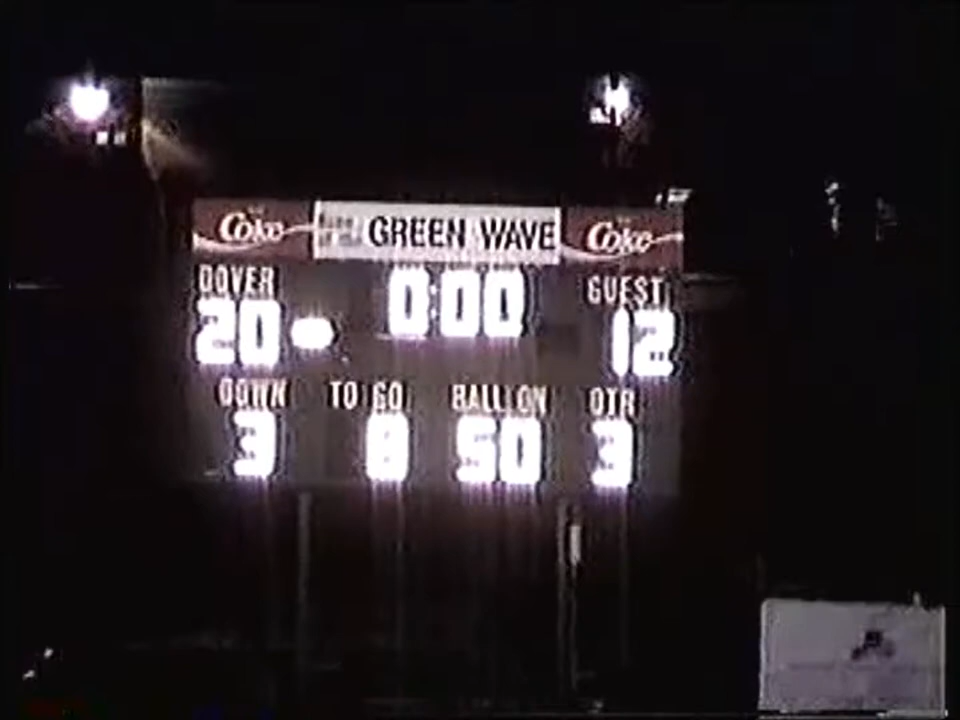 Coke GREEN WAVE Coke
DOVER 0:00 GUEST
20 12
DOWN TO GO BALL ON QTR
3 8 50 3